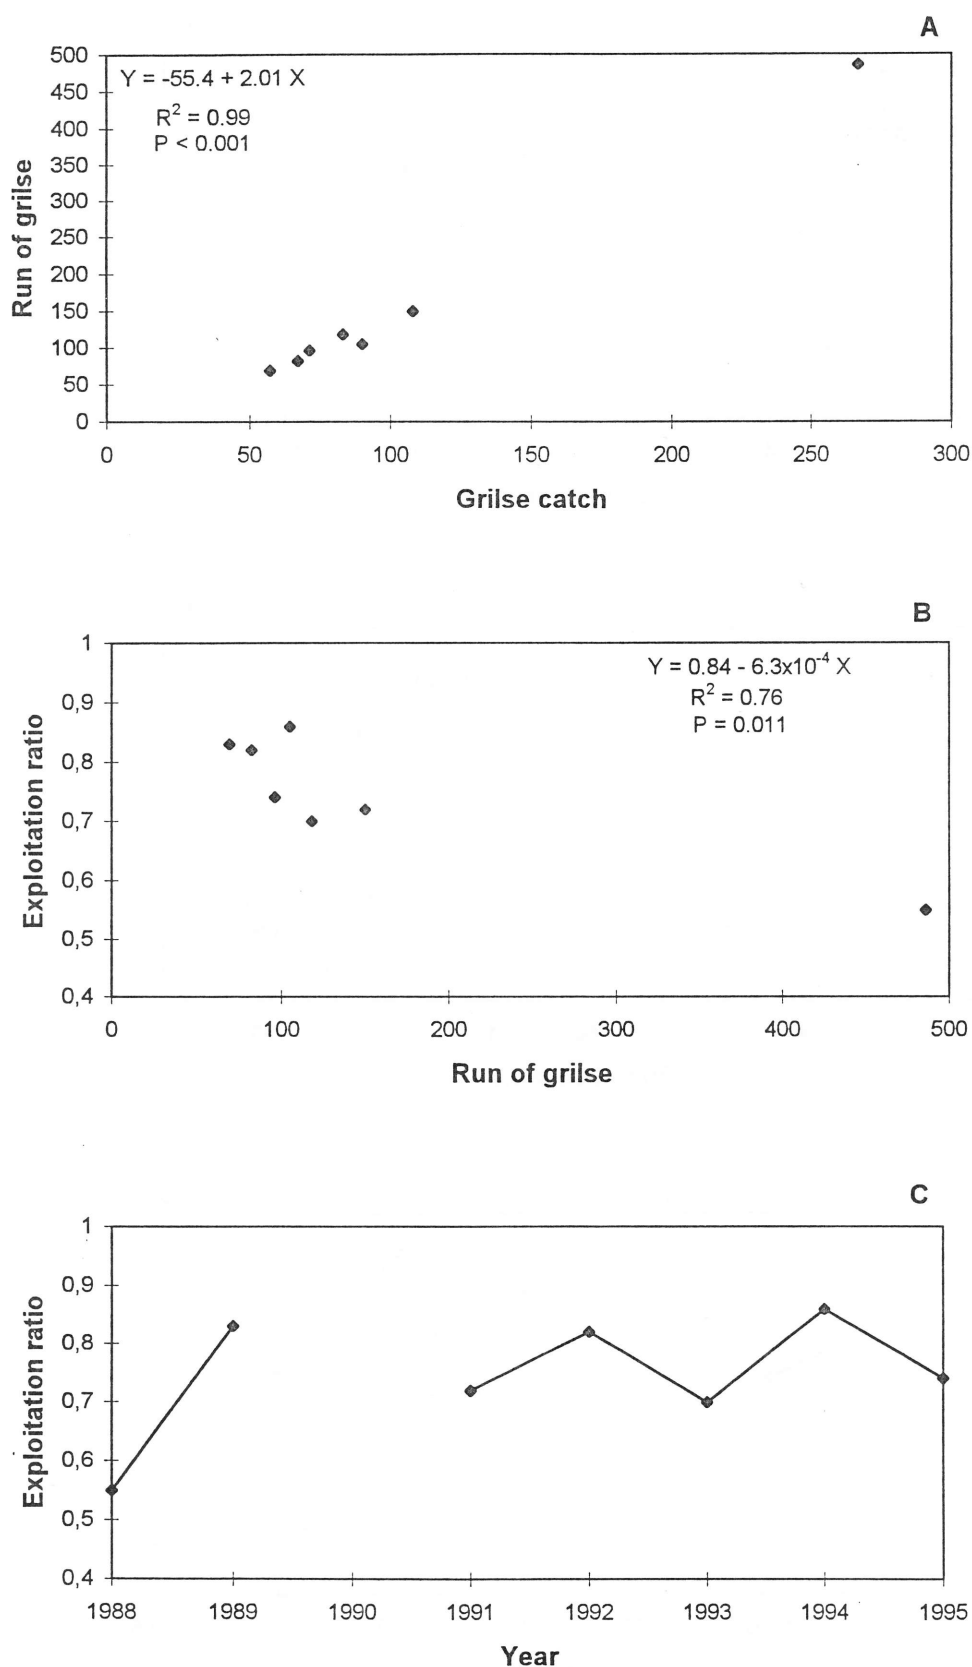 A
500
450
400
350
300
250
200
150
100
50
0
Y = -55.4 + 2.01 X
R² = 0.99
P < 0.001
Run of grilse
0 50 100 150 200 250 300
Grilse catch
B
1
0,9
0,8
0,7
0,6
0,5
0,4
Y = 0.84 - 6.3x10⁻⁴ X
R² = 0.76
P = 0.011
Exploitation ratio
0 100 200 300 400 500
Run of grilse
C
1
0,9
0,8
0,7
0,6
0,5
0,4
Exploitation ratio
1988 1989 1990 1991 1992 1993 1994 1995
Year